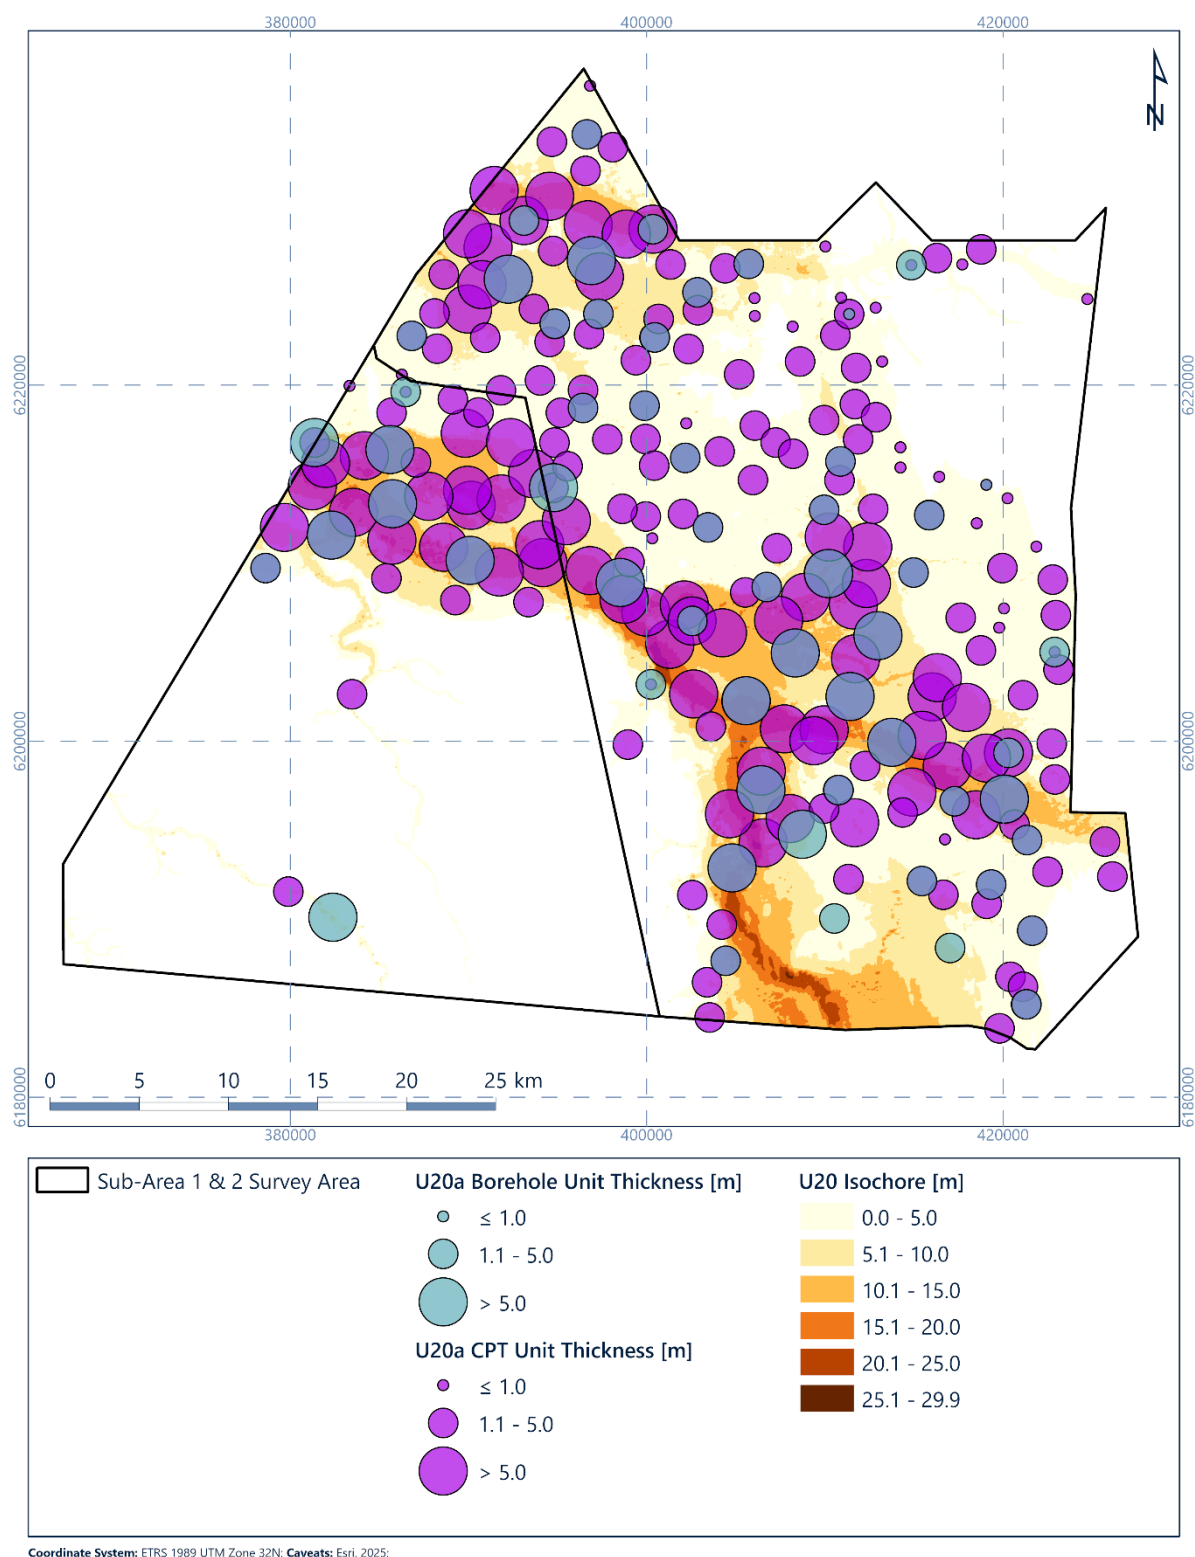 380000 400000 420000
N
6220000 6220000
6200000 6200000
0 5 10 15 20 25 km
6180000 6180000
380000 400000 420000
Sub-Area 1 & 2 Survey Area
U20a Borehole Unit Thickness [m]
≤ 1.0
1.1 - 5.0
> 5.0
U20a CPT Unit Thickness [m]
≤ 1.0
1.1 - 5.0
> 5.0
U20 Isochore [m]
0.0 - 5.0
5.1 - 10.0
10.1 - 15.0
15.1 - 20.0
20.1 - 25.0
25.1 - 29.9
Coordinate System: ETRS 1989 UTM Zone 32N; Caveats: Esri, 2025;